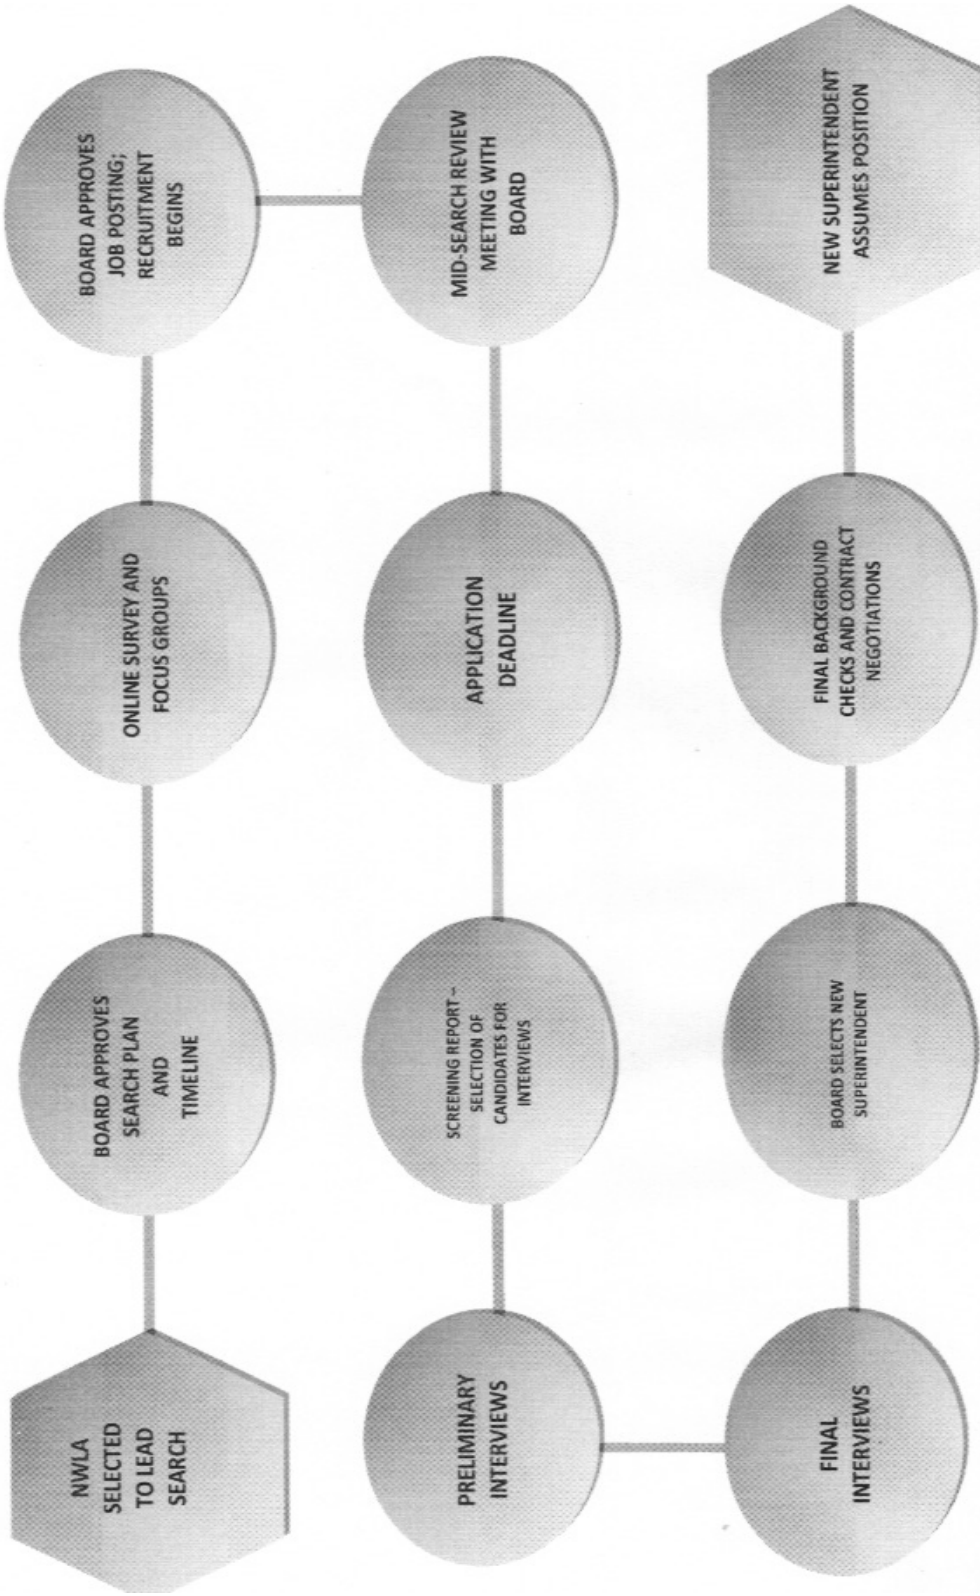 NWLA
SELECTED
TO LEAD
SEARCH
BOARD APPROVES
SEARCH PLAN
AND
TIMELINE
ONLINE SURVEY AND
FOCUS GROUPS
BOARD APPROVES
JOB POSTING;
RECRUITMENT
BEGINS
MID-SEARCH REVIEW
MEETING WITH
BOARD
APPLICATION
DEADLINE
SCREEMING REPORT –
SELECTION OF
CANDIDATES FOR
INTERVIEWS
PRELIMINARY
INTERVIEWS
FINAL
INTERVIEWS
BOARD SELECTS NEW
SUPERINTENDENT
FINAL BACKGROUND
CHECKS AND CONTRACT
NEGOTIATIONS
NEW SUPERINTENDENT
ASSUMES POSITION